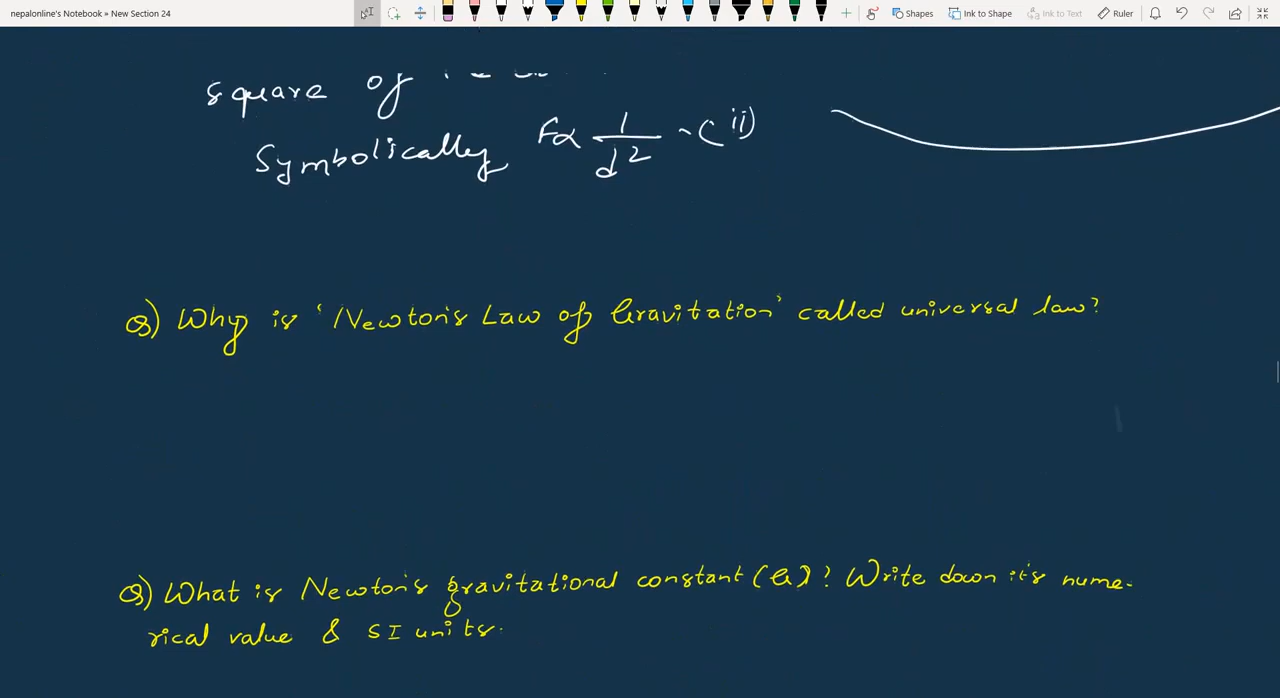 nepalonline's Notebook » New Section 24
Shapes Ink to Shape Ink to Text Ruler
square of
Symbolically F∝ 1/d² - (ii)
Q) Why is 'Newton's Law of Gravitation' called universal law?
Q) What is Newton's gravitational constant (G)? Write down it's nume-
rical value & SI units.